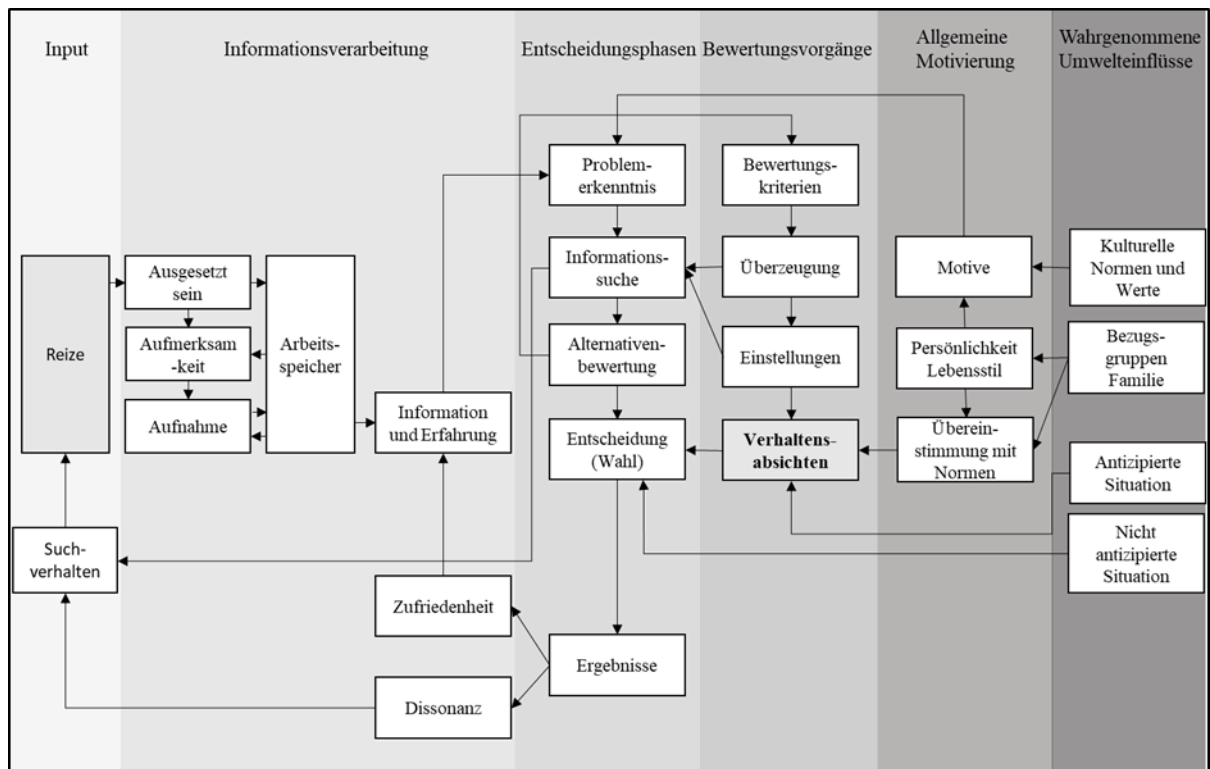 Input
Informationsverarbeitung
Entscheidungsphasen
Bewertungsvorgänge
Allgemeine
Motivierung
Wahrgenommene
Umwelteinflüsse
Reize
Such-
verhalten
Ausgesetzt
sein
Aufmerksam
-keit
Aufnahme
Arbeits-
speicher
Information
und Erfahrung
Zufriedenheit
Dissonanz
Problem-
erkenntnis
Informations-
suche
Alternativen-
bewertung
Entscheidung
(Wahl)
Ergebnisse
Bewertungs-
kriterien
Überzeugung
Einstellungen
Verhaltens-
absichten
Motive
Persönlichkeit
Lebensstil
Überein-
stimmung mit
Normen
Kulturelle
Normen und
Werte
Bezugs-
gruppen
Familie
Antizipierte
Situation
Nicht
antizipierte
Situation